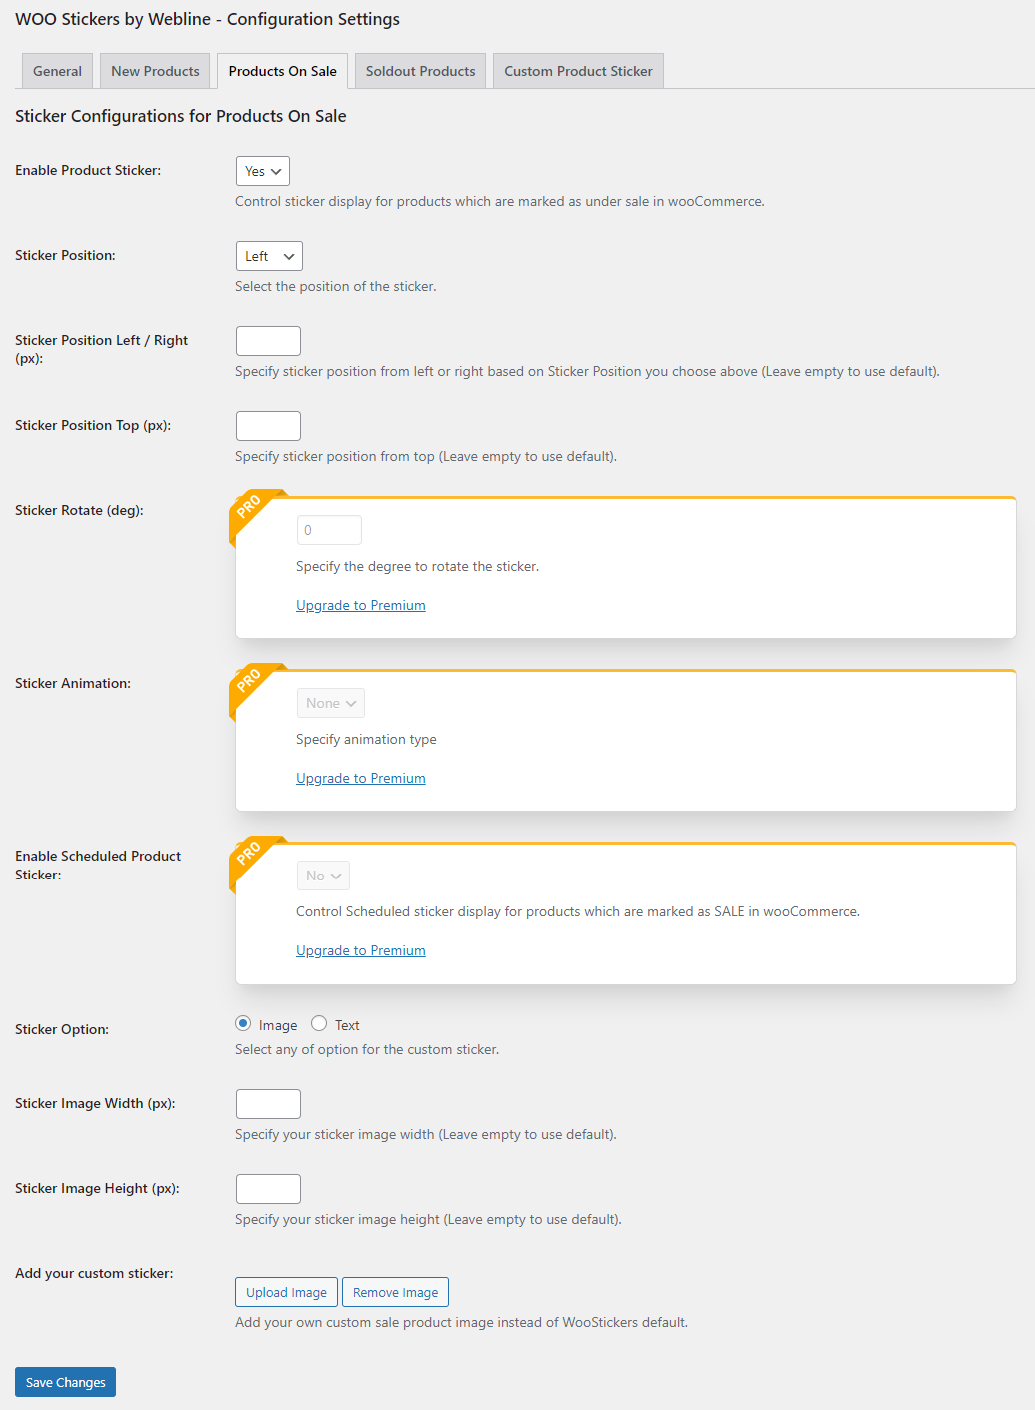 WOO Stickers by Webline - Configuration Settings
General
New Products
Products On Sale
Soldout Products
Custom Product Sticker
Sticker Configurations for Products On Sale
Enable Product Sticker:
Yes
Control sticker display for products which are marked as under sale in wooCommerce.
Sticker Position:
Left
Select the position of the sticker.
Sticker Position Left / Right
(px):
Specify sticker position from left or right based on Sticker Position you choose above (Leave empty to use default).
Sticker Position Top (px):
Specify sticker position from top (Leave empty to use default).
Sticker Rotate (deg):
PRO
0
Specify the degree to rotate the sticker.
Upgrade to Premium
Sticker Animation:
PRO
None
Specify animation type
Upgrade to Premium
Enable Scheduled Product
Sticker:
PRO
No
Control Scheduled sticker display for products which are marked as SALE in wooCommerce.
Upgrade to Premium
Sticker Option:
Image
Text
Select any of option for the custom sticker.
Sticker Image Width (px):
Specify your sticker image width (Leave empty to use default).
Sticker Image Height (px):
Specify your sticker image height (Leave empty to use default).
Add your custom sticker:
Upload Image
Remove Image
Add your own custom sale product image instead of WooStickers default.
Save Changes